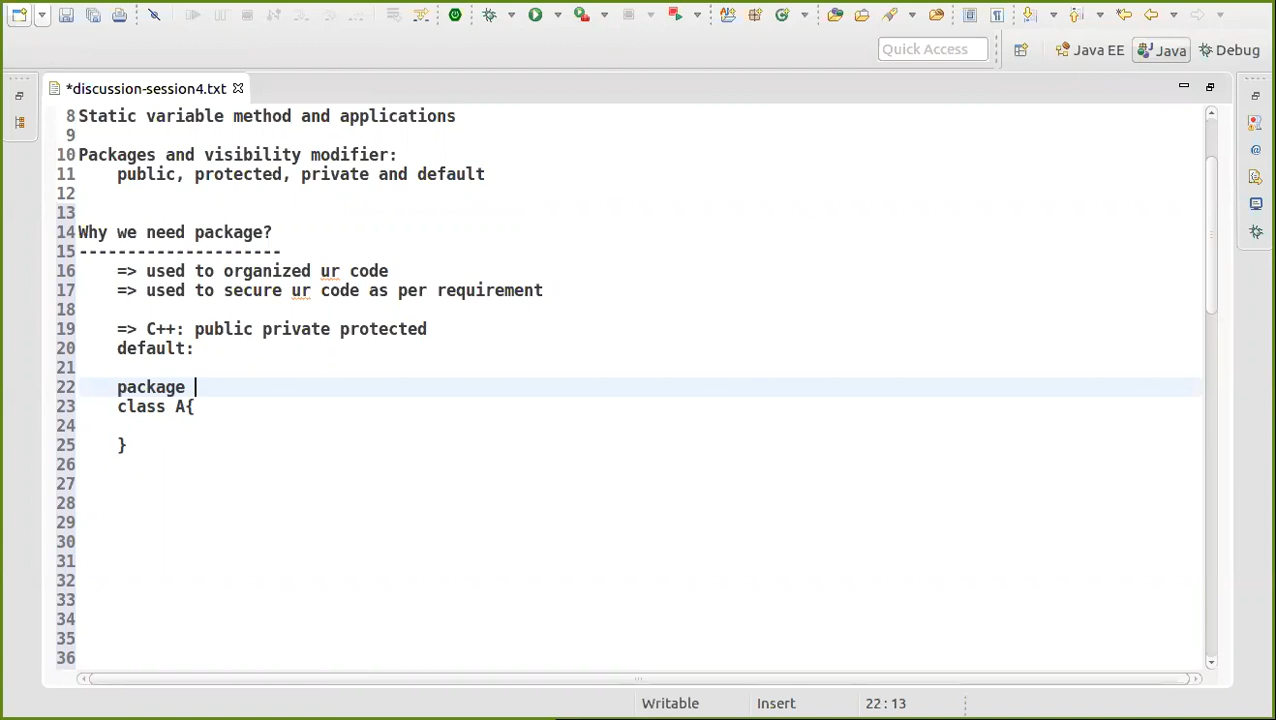 Quick Access
Java EE
Java
Debug
*discussion-session4.txt
8 Static variable method and applications
9
10 Packages and visibility modifier:
11 public, protected, private and default
12
13
14 Why we need package?
15 ---------------------
16 => used to organized ur code
17 => used to secure ur code as per requirement
18
19 => C++: public private protected
20 default:
21
22 package
23 class A{
24
25 }
26
27
28
29
30
31
32
33
34
35
36
Writable
Insert
22 : 13